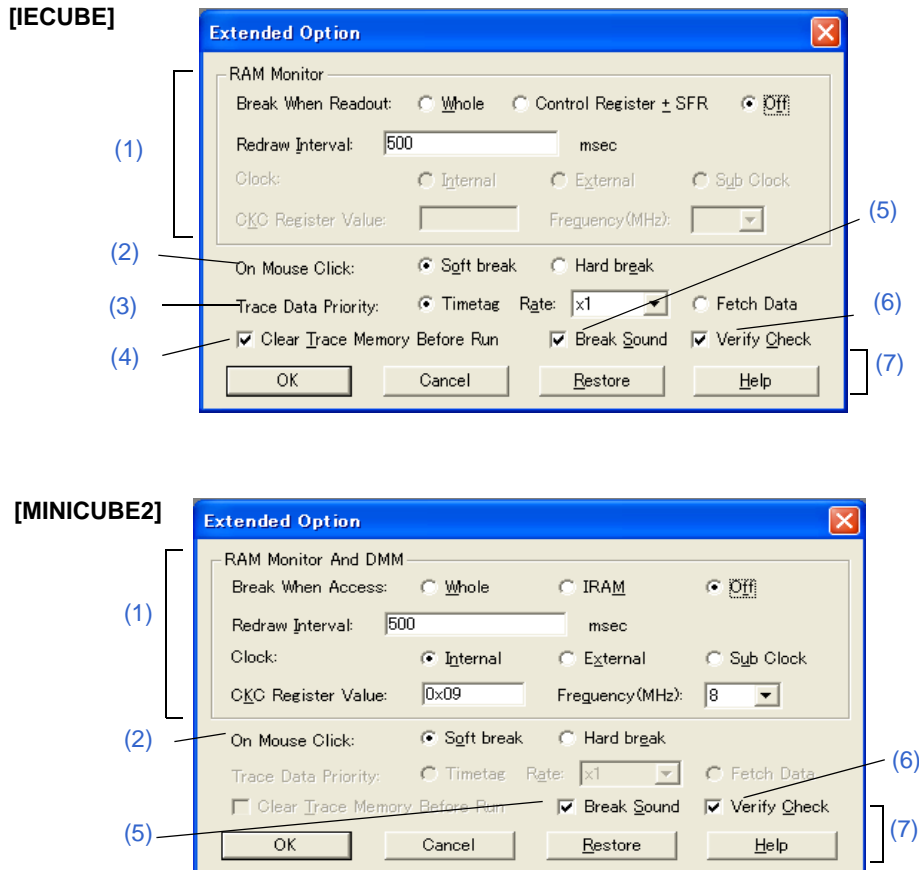 [IECUBE]
Extended Option
RAM Monitor
Break When Readout: Whole Control Register + SFR Off
(1)
Redraw Interval: 500 msec
Clock: Internal External Sub Clock
CKC Register Value: Frequency(MHz):
(5)
(2)
On Mouse Click: Soft break Hard break
(3)
Trace Data Priority: Timetag Rate: x1 Fetch Data
(6)
(4)
Clear Trace Memory Before Run Break Sound Verify Check
(7)
OK Cancel Restore Help
[MINICUBE2]
Extended Option
RAM Monitor And DMM
Break When Access: Whole IRAM Off
(1)
Redraw Interval: 500 msec
Clock: Internal External Sub Clock
CKC Register Value: 0x09 Frequency(MHz): 8
(2)
On Mouse Click: Soft break Hard break
(6)
Trace Data Priority: Timetag Rate: x1 Fetch Data
Clear Trace Memory Before Run Break Sound Verify Check
(5)
(7)
OK Cancel Restore Help